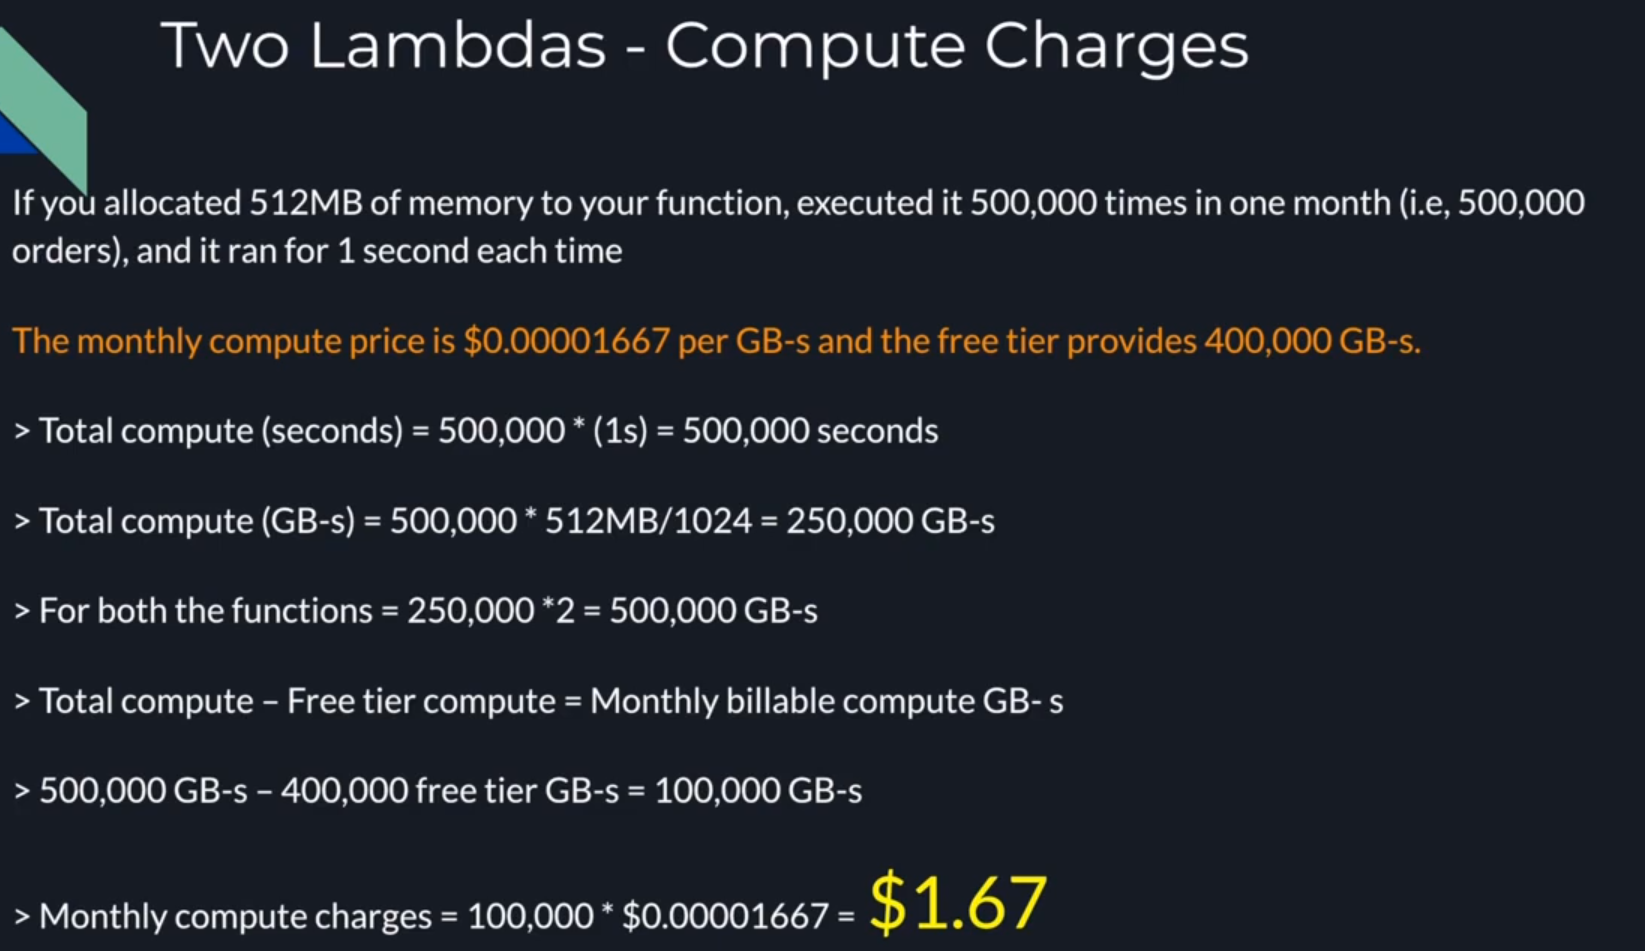 Two Lambdas - Compute Charges
If you allocated 512MB of memory to your function, executed it 500,000 times in one month (i.e, 500,000
orders), and it ran for 1 second each time
The monthly compute price is $0.00001667 per GB-s and the free tier provides 400,000 GB-s.
> Total compute (seconds) = 500,000 * (1s) = 500,000 seconds
> Total compute (GB-s) = 500,000 * 512MB/1024 = 250,000 GB-s
> For both the functions = 250,000 *2 = 500,000 GB-s
> Total compute – Free tier compute = Monthly billable compute GB- s
> 500,000 GB-s – 400,000 free tier GB-s = 100,000 GB-s
> Monthly compute charges = 100,000 * $0.00001667 = $1.67